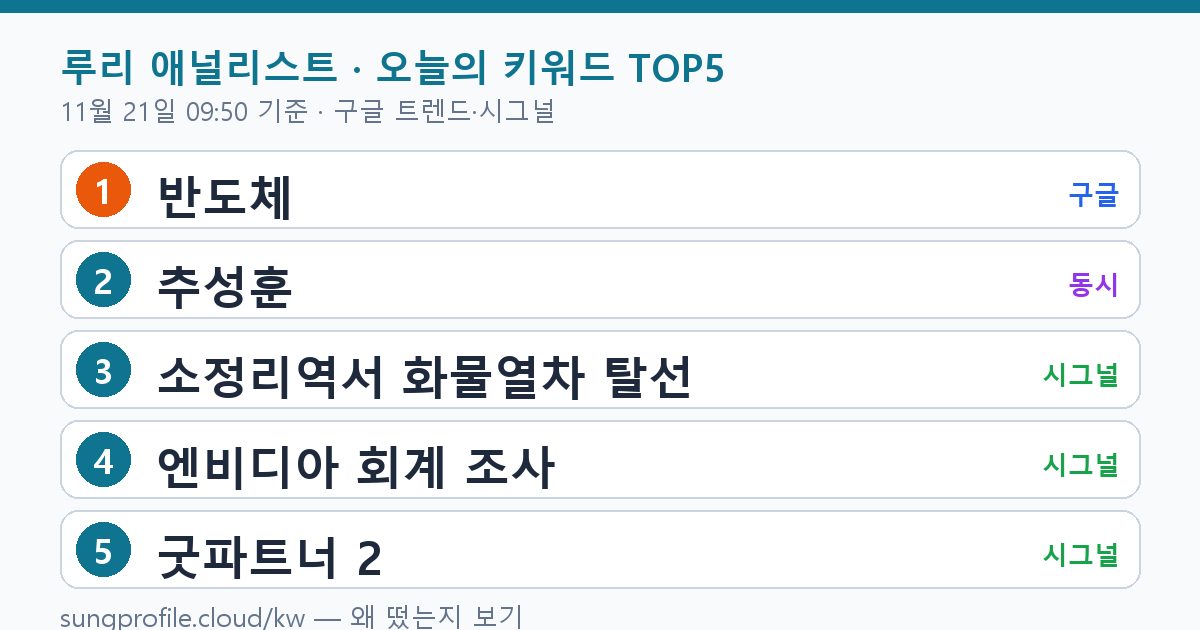 루리 애널리스트 · 오늘의 키워드 TOP5
11월 21일 09:50 기준 · 구글 트렌드·시그널
1 반도체 구글
2 추성훈 동시
3 소정리역서 화물열차 탈선 시그널
4 엔비디아 회계 조사 시그널
5 굿파트너 2 시그널
sungprofile.cloud/kw — 왜 떴는지 보기